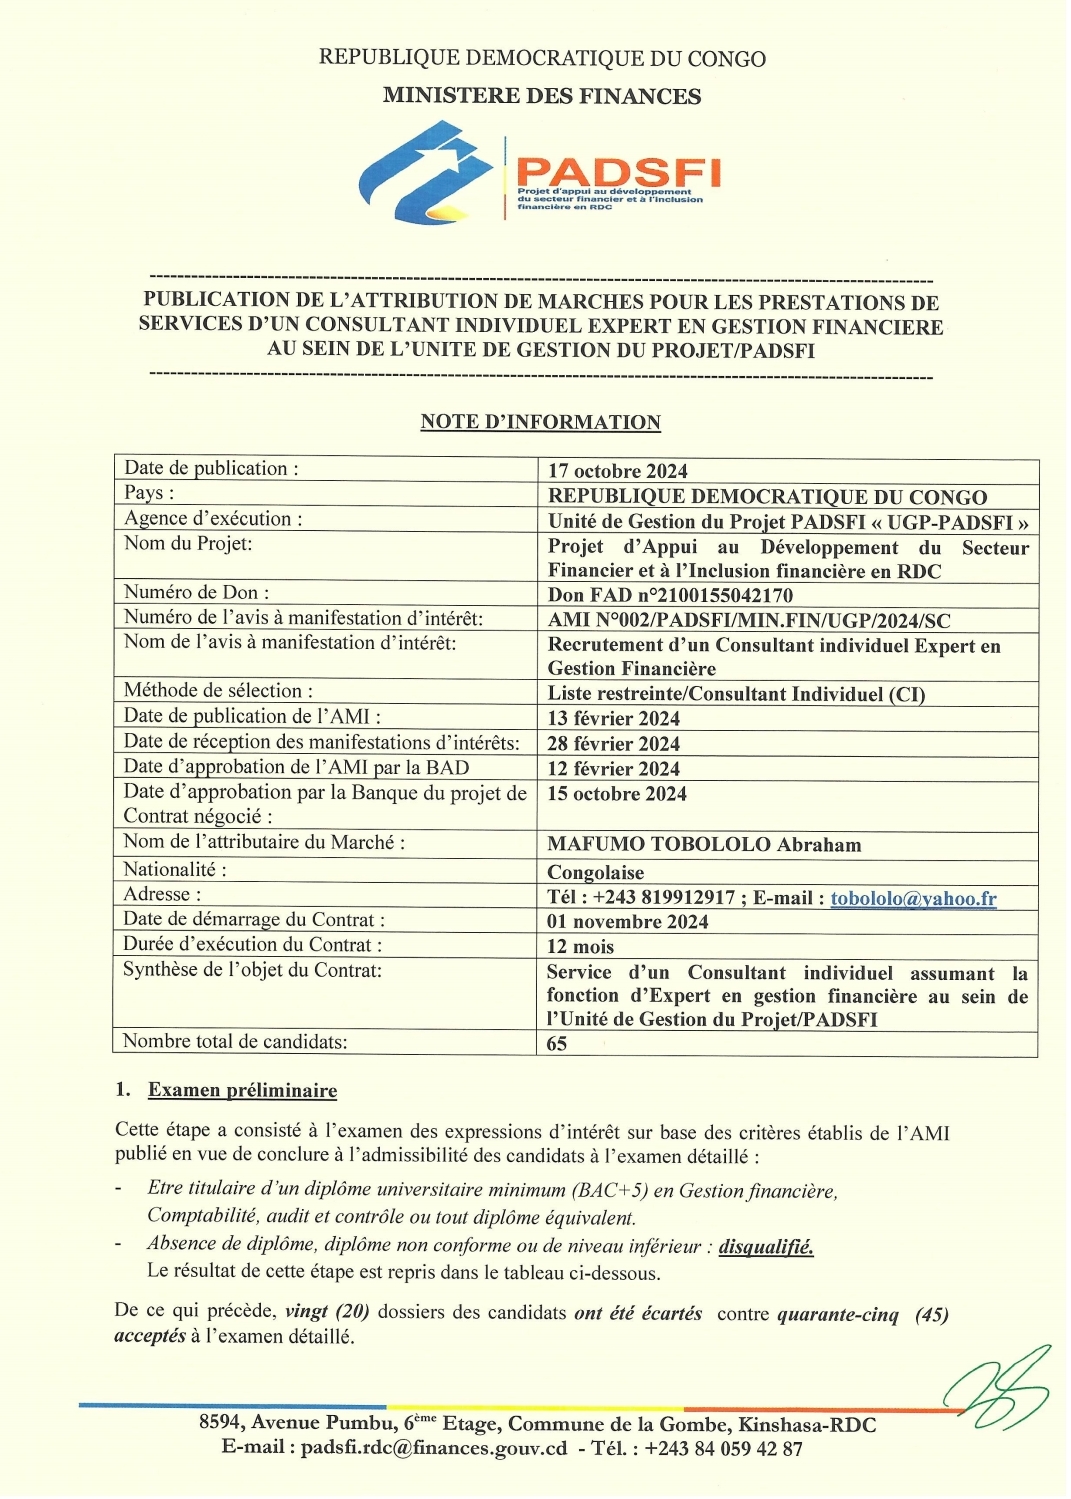 REPUBLIQUE DEMOCRATIQUE DU CONGO
MINISTERE DES FINANCES
PADSFI
Projet d'appui au développement
du secteur financier et à l'inclusion
financière en RDC
PUBLICATION DE L'ATTRIBUTION DE MARCHES POUR LES PRESTATIONS DE
SERVICES D'UN CONSULTANT INDIVIDUEL EXPERT EN GESTION FINANCIERE
AU SEIN DE L'UNITE DE GESTION DU PROJET/PADSFI
NOTE D'INFORMATION
Date de publication : 17 octobre 2024
Pays : REPUBLIQUE DEMOCRATIQUE DU CONGO
Agence d'exécution : Unité de Gestion du Projet PADSFI « UGP-PADSFI »
Nom du Projet: Projet d'Appui au Développement du Secteur
Financier et à l'Inclusion financière en RDC
Numéro de Don : Don FAD n°2100155042170
Numéro de l'avis à manifestation d'intérêt: AMI N°002/PADSFI/MIN.FIN/UGP/2024/SC
Nom de l'avis à manifestation d'intérêt: Recrutement d'un Consultant individuel Expert en
Gestion Financière
Méthode de sélection : Liste restreinte/Consultant Individuel (CI)
Date de publication de l'AMI : 13 février 2024
Date de réception des manifestations d'intérêts: 28 février 2024
Date d'approbation de l'AMI par la BAD 12 février 2024
Date d'approbation par la Banque du projet de 15 octobre 2024
Contrat négocié :
Nom de l'attributaire du Marché : MAFUMO TOBOLOLO Abraham
Nationalité : Congolaise
Adresse : Tél : +243 819912917 ; E-mail : tobololo@yahoo.fr
Date de démarrage du Contrat : 01 novembre 2024
Durée d'exécution du Contrat : 12 mois
Synthèse de l'objet du Contrat: Service d'un Consultant individuel assumant la
fonction d'Expert en gestion financière au sein de
l'Unité de Gestion du Projet/PADSFI
Nombre total de candidats: 65
1. Examen préliminaire
Cette étape a consisté à l'examen des expressions d'intérêt sur base des critères établis de l'AMI
publié en vue de conclure à l'admissibilité des candidats à l'examen détaillé :
- Etre titulaire d'un diplôme universitaire minimum (BAC+5) en Gestion financière,
Comptabilité, audit et contrôle ou tout diplôme équivalent.
- Absence de diplôme, diplôme non conforme ou de niveau inférieur : disqualifié.
Le résultat de cette étape est repris dans le tableau ci-dessous.
De ce qui précède, vingt (20) dossiers des candidats ont été écartés contre quarante-cinq (45)
acceptés à l'examen détaillé.
8594, Avenue Pumbu, 6ème Etage, Commune de la Gombe, Kinshasa-RDC
E-mail : padsfi.rdc@finances.gouv.cd - Tél. : +243 84 059 42 87